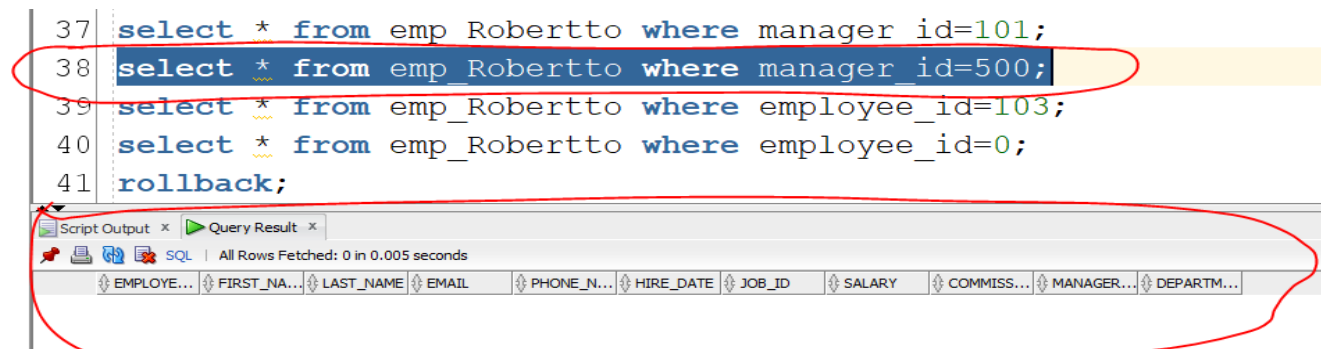 37 select * from emp_Robertto where manager_id=101;
38 select * from emp_Robertto where manager_id=500;
39 select * from emp_Robertto where employee_id=103;
40 select * from emp_Robertto where employee_id=0;
41 rollback;
Script Output x Query Result x
SQL | All Rows Fetched: 0 in 0.005 seconds
EMPLOYE... FIRST_NA... LAST_NAME EMAIL PHONE_N... HIRE_DATE JOB_ID SALARY COMMISS... MANAGER... DEPARTM...